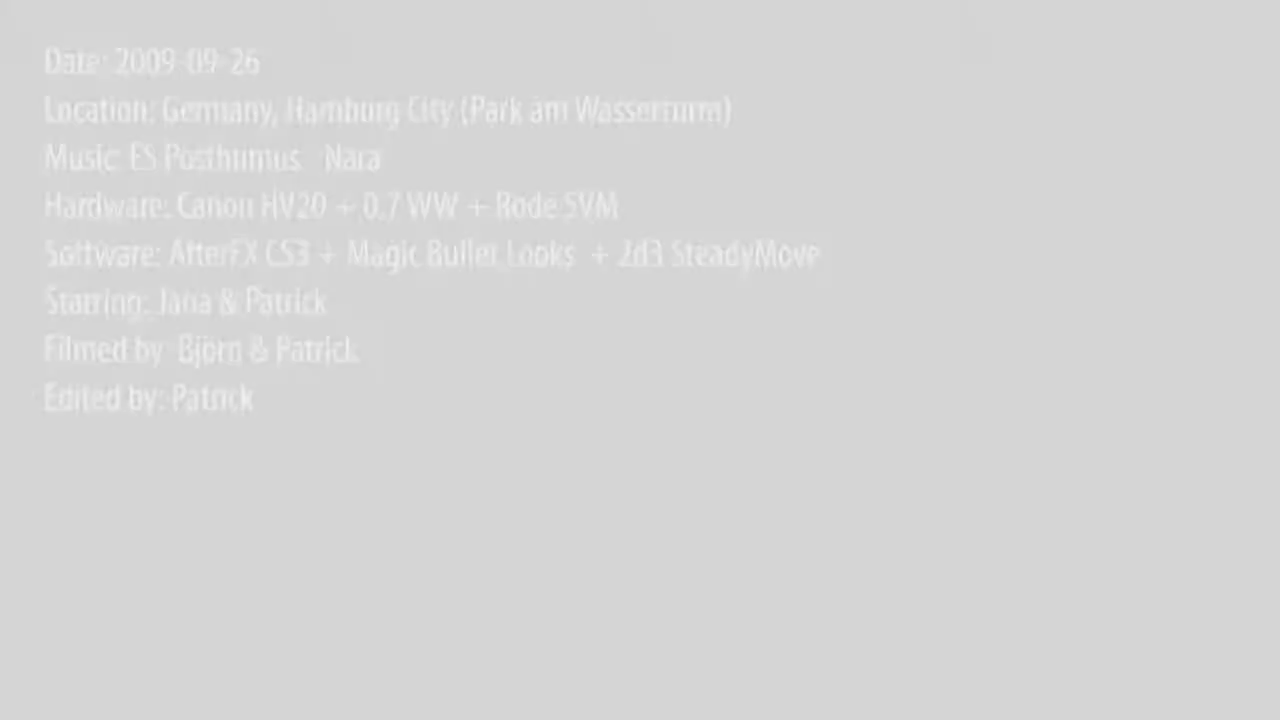 Date: 2009-09-26
Location: Germany, Hamburg City (Park am Wasserturm)
Music: ES Posthumus - Nara
Hardware: Canon HV20 + 0.7 WW + Rode SVM
Software: AfterFX CS3 + Magic Bullet Looks + 2d3 SteadyMove
Starring: Jana & Patrick
Filmed by: Björn & Patrick
Edited by: Patrick